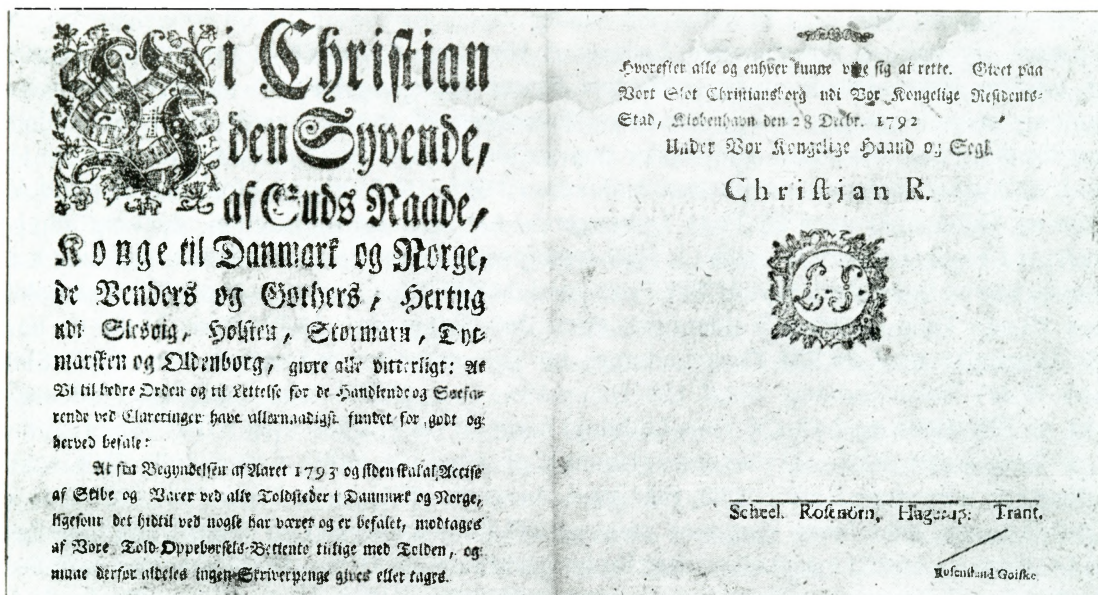 Vi Christian
den Syvende,
af Guds Naade,
Konge til Danmark og Norge,
de Venders og Gothers, Hertug
udi Slesvig, Holsten, Stormarn, Dyt-
marsken og Oldenborg, giøre alle vitterligt: At
Vi til bedre Orden og til Lettelse for de Handlende og Søefa-
rende ved Clareringer have allernaadigst fundet for godt og
herved befale:
At fra Begyndelsen af Aaret 1793 og siden skal al Accise
af Skibe og Varer ved alle Toldsteder i Danmark og Norge,
ligesom det hidtil ved nogle har været og er befalet, modtages
af Vore Told-Oppebørsels-Betiente tillige med Tolden, og
maae derfor aldeles ingen Skriverpenge gives eller tages.
Hvorefter alle og enhver kunne vide sig at rette. Givet paa
Vort Slot Christiansborg udi Vor Kongelige Residents-
Stad, Kiøbenhavn den 28 Decbr. 1792
Under Vor Kongelige Haand og Segl
Christian R.
L. S.
Scheel. Rosenörn, Hagerup: Trant.
Rosenstand Goiske